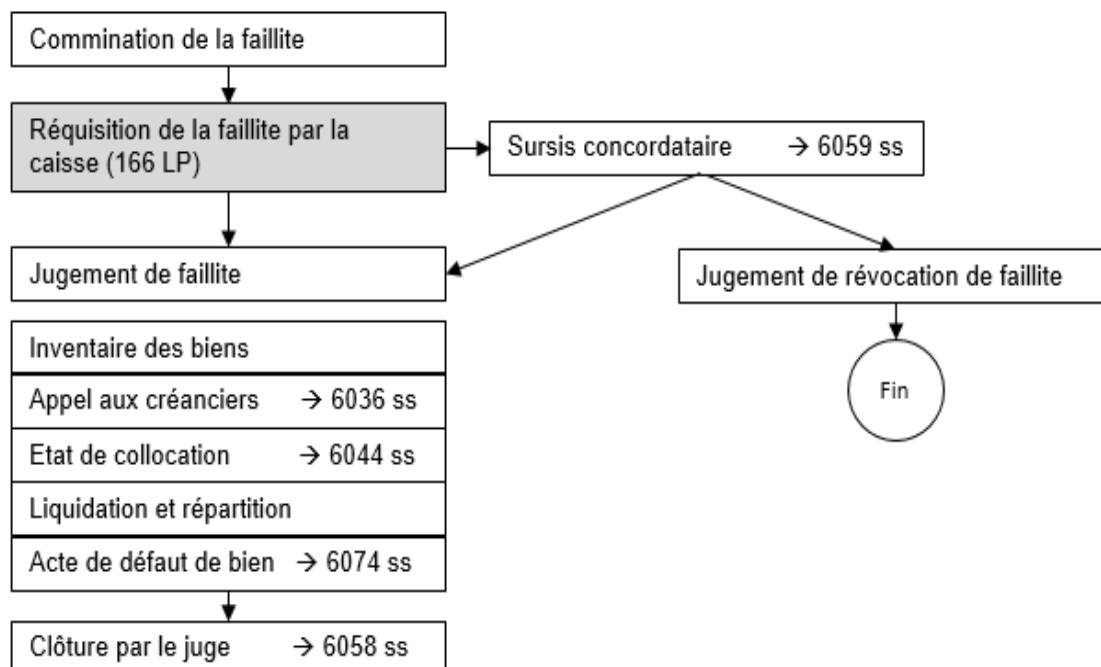 Commination de la faillite
Réquisition de la faillite par la
caisse (166 LP)
Sursis concordataire → 6059 ss
Jugement de faillite
Jugement de révocation de faillite
Inventaire des biens
Appel aux créanciers → 6036 ss
Fin
Etat de collocation → 6044 ss
Liquidation et répartition
Acte de défaut de bien → 6074 ss
Clôture par le juge → 6058 ss